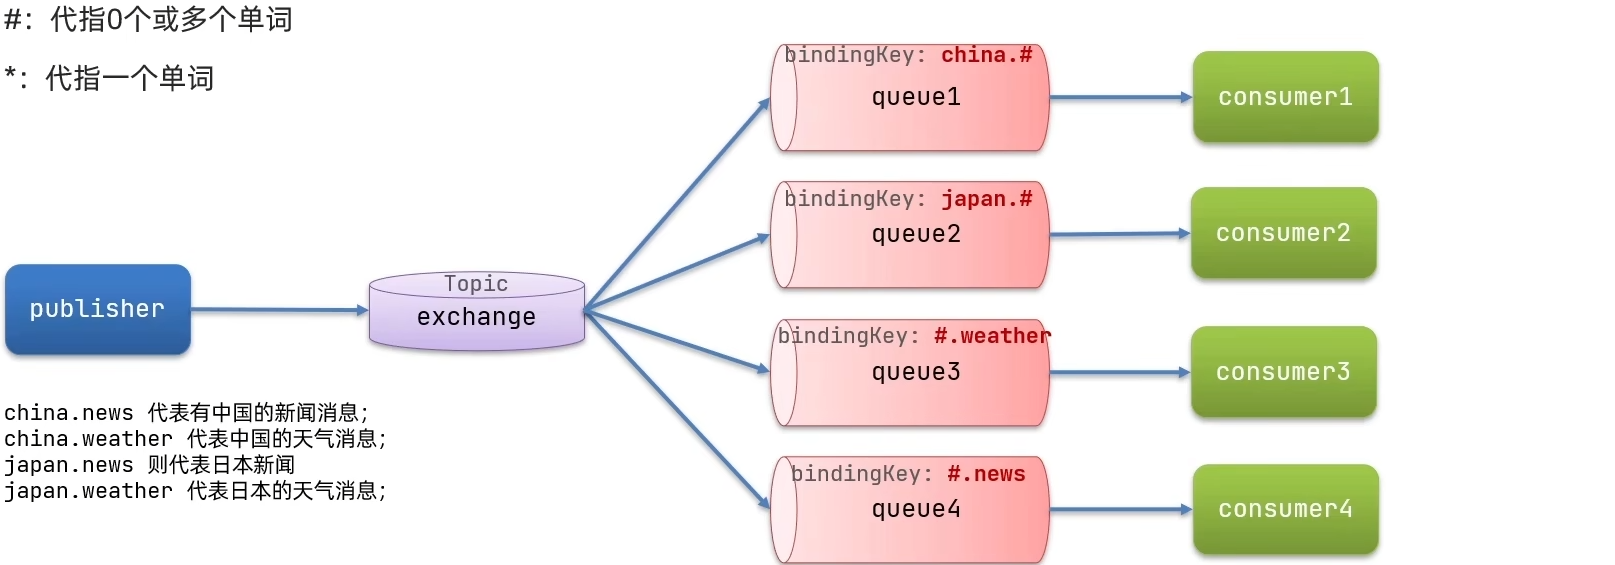 #：代指0个或多个单词
*：代指一个单词
bindingKey: china.#
queue1
consumer1
bindingKey: japan.#
queue2
consumer2
publisher
Topic
exchange
bindingKey: #.weather
queue3
consumer3
china.news 代表有中国的新闻消息；
china.weather 代表中国的天气消息；
japan.news 则代表日本新闻
japan.weather 代表日本的天气消息；
bindingKey: #.news
queue4
consumer4